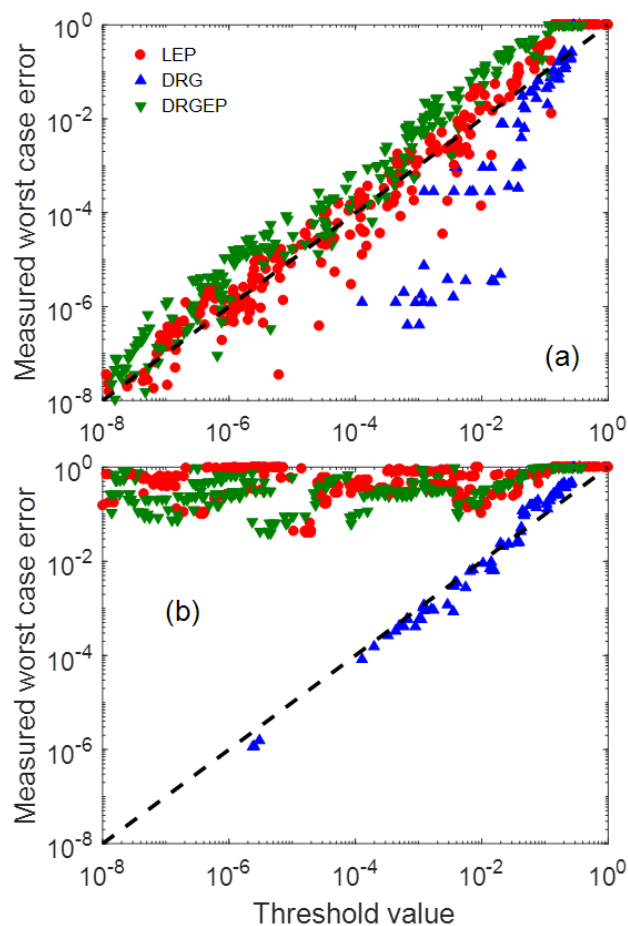 Measured worst case error
10^0
10^-2
10^-4
10^-6
10^-8
LEP
DRG
DRGEP
(a)
10^-8 10^-6 10^-4 10^-2 10^0
Measured worst case error
10^0
10^-2
10^-4
10^-6
10^-8
(b)
10^-8 10^-6 10^-4 10^-2 10^0
Threshold value